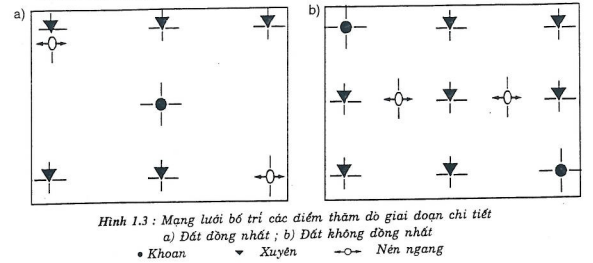 a)
b)
Hình 1.3 : Mạng lưới bố trí các điểm thăm dò giai đoạn chi tiết
a) Đất đồng nhất ; b) Đất không đồng nhất
Khoan
Xuyên
Nén ngang